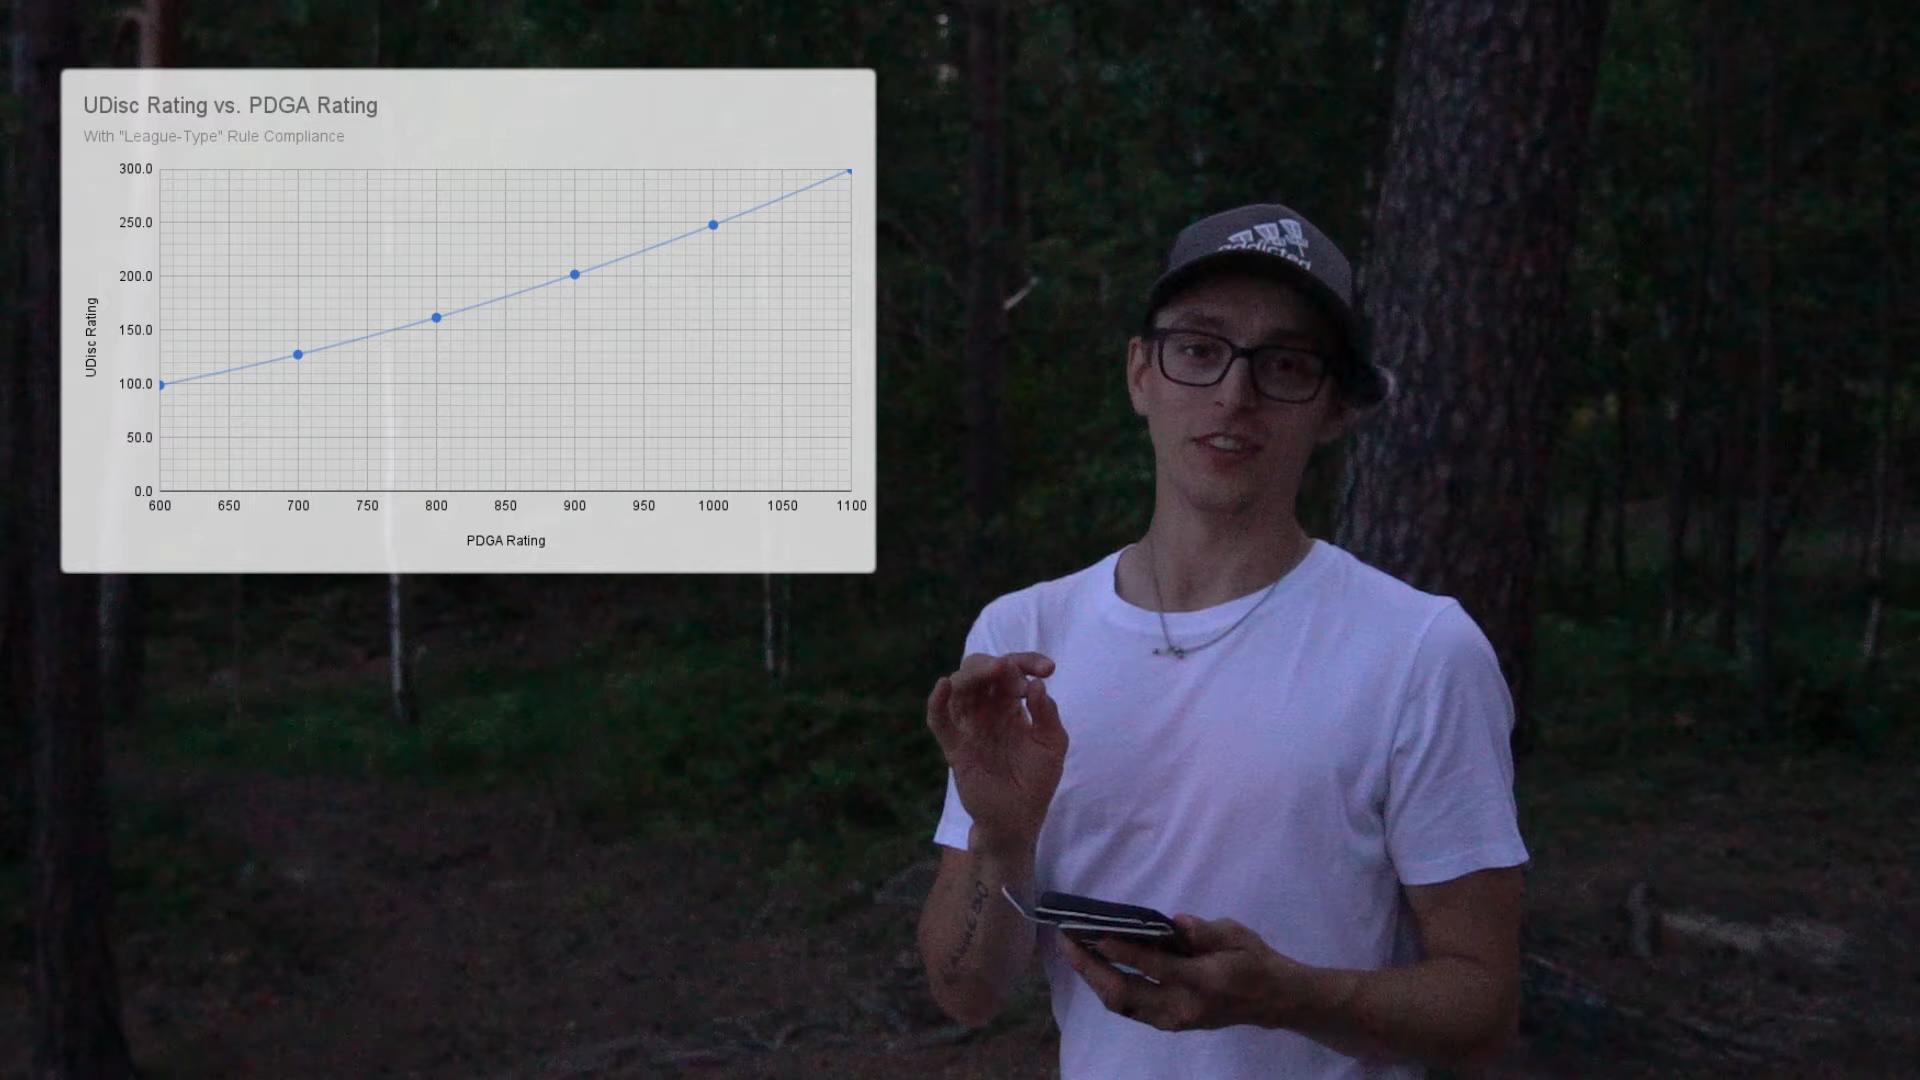 UDisc Rating vs. PDGA Rating
With "League-Type" Rule Compliance
300.0
250.0
200.0
150.0
100.0
50.0
0.0
UDisc Rating
600 650 700 750 800 850 900 950 1000 1050 1100
PDGA Rating
addicted